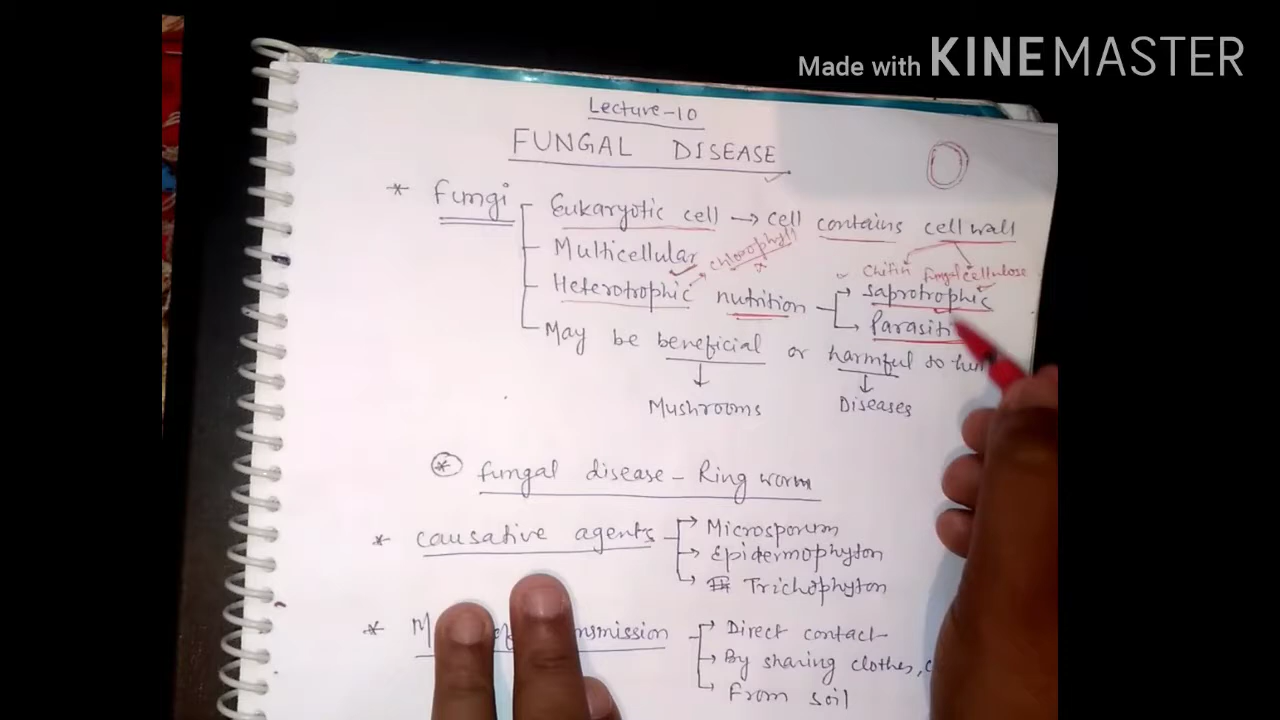 Made with KINEMASTER
Lecture-10
FUNGAL DISEASE
* Fungi
Eukaryotic cell → cell contains cell wall
Multicellular
chlorophyll
chitin fungal cellulose
Heterotrophic nutrition
saprotrophic
Parasiti
May be beneficial or harmful to
Mushrooms
Diseases
* fungal disease - Ring worm
* causative agents
→ Microsporum
→ Epidermophyton
→ Trichophyton
* M of nsmission
→ Direct contact
→ By sharing clothes, c
→ From soil